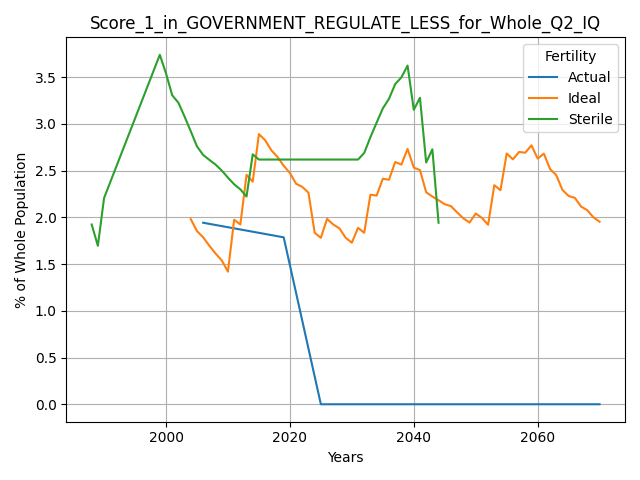 Score_1_in_GOVERNMENT_REGULATE_LESS_for_Whole_Q2_IQ
Fertility
Actual
Ideal
Sterile
% of Whole Population
3.5
3.0
2.5
2.0
1.5
1.0
0.5
0.0
2000 2020 2040 2060
Years